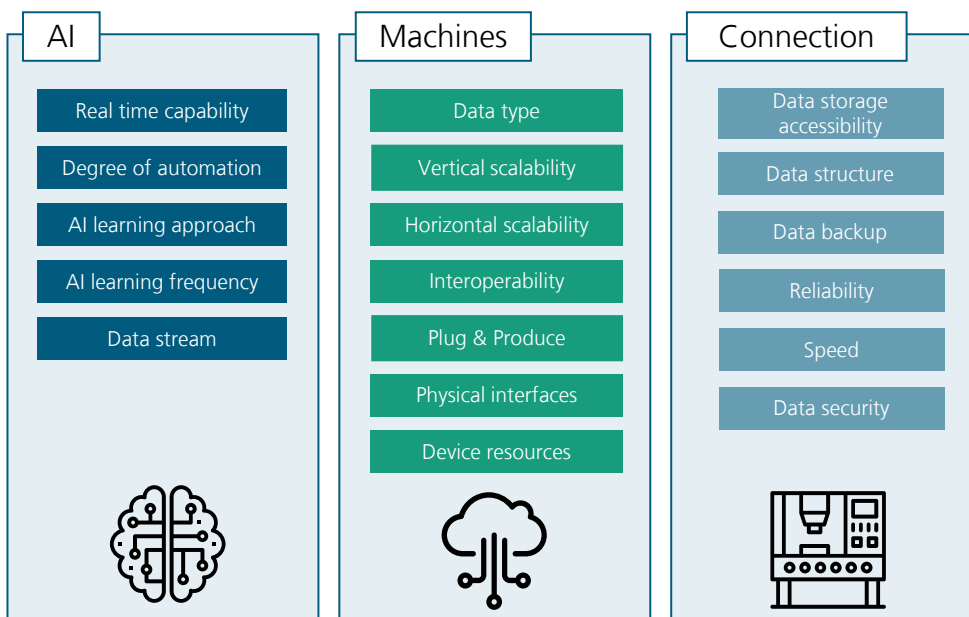 AI
Real time capability
Degree of automation
AI learning approach
AI learning frequency
Data stream
Machines
Data type
Vertical scalability
Horizontal scalability
Interoperability
Plug & Produce
Physical interfaces
Device resources
Connection
Data storage
accessibility
Data structure
Data backup
Reliability
Speed
Data security